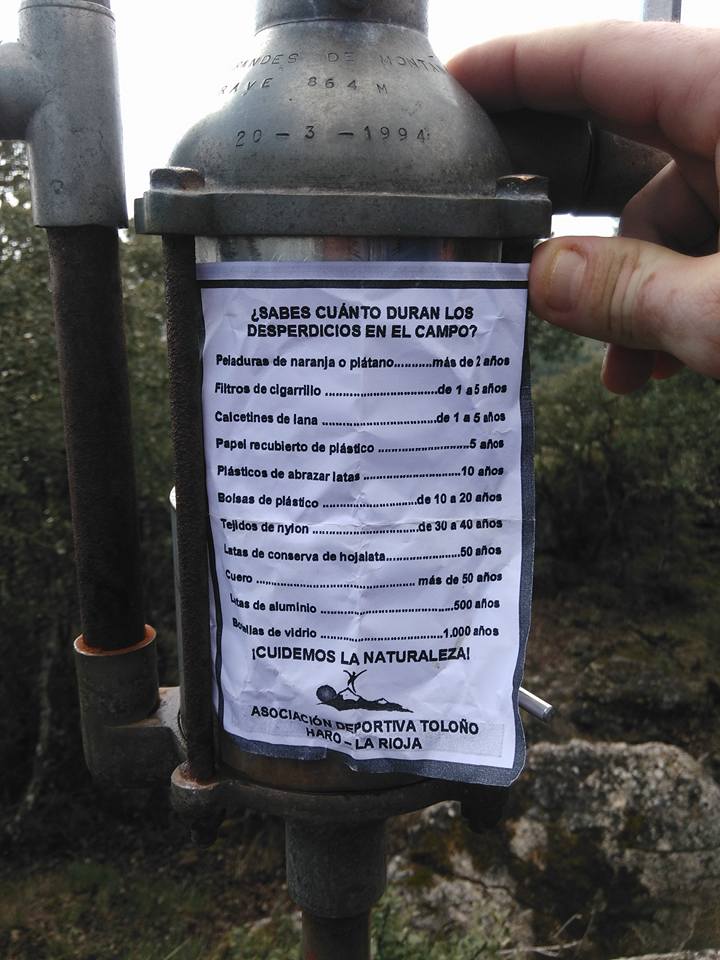 DE MONTAÑ
864 M
20 - 3 - 1994
¿SABES CUÁNTO DURAN LOS
DESPERDICIOS EN EL CAMPO?
Peladuras de naranja o plátano..........más de 2 años
Filtros de cigarrillo ............................de 1 a 5 años
Calcetines de lana .............................de 1 a 5 años
Papel recubierto de plástico .......................5 años
Plásticos de abrazar latas .........................10 años
Bolsas de plástico .......................de 10 a 20 años
Tejidos de nylon ..........................de 30 a 40 años
Latas de conserva de hojalata...................50 años
Cuero ....................................... más de 50 años
Latas de aluminio .................................500 años
Botellas de vidrio ..............................1.000 años
¡CUIDEMOS LA NATURALEZA!
ASOCIACIÓN DEPORTIVA TOLOÑO
HARO – LA RIOJA